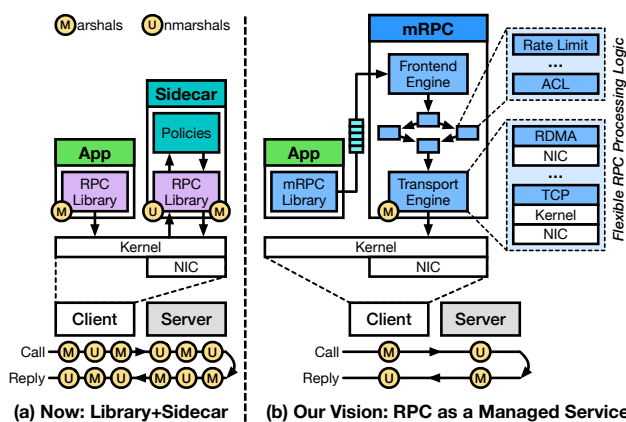 M arshals U nmarshals
Sidecar
Policies
App
RPC
Library
RPC
Library
M
U
M
Kernel
NIC
Client
Server
Call M U M U M U
Reply U M U M U M
(a) Now: Library+Sidecar
mRPC
Frontend
Engine
App
mRPC
Library
Transport
Engine
M
Kernel
NIC
Rate Limit
...
ACL
RDMA
NIC
...
TCP
Kernel
NIC
Flexible RPC Processing Logic
Client
Server
Call M U
Reply U M
(b) Our Vision: RPC as a Managed Service